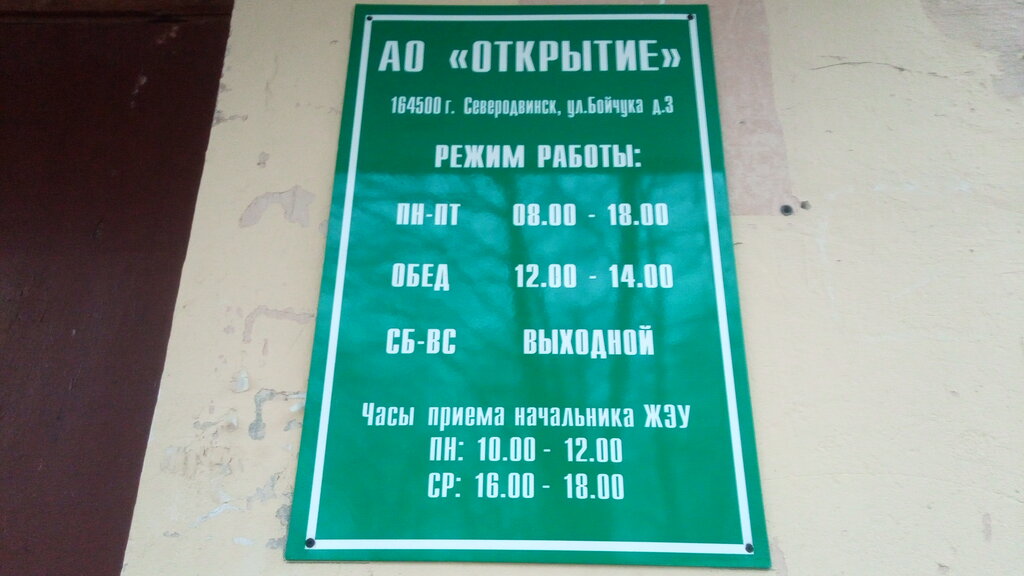 АО «ОТКРЫТИЕ»
164500 г. Северодвинск, ул.Бойчука д.3
РЕЖИМ РАБОТЫ:
ПН-ПТ 08.00 - 18.00
ОБЕД 12.00 - 14.00
СБ-ВС ВЫХОДНОЙ
Часы приема начальника ЖЭУ
ПН: 10.00 - 12.00
СР: 16.00 - 18.00